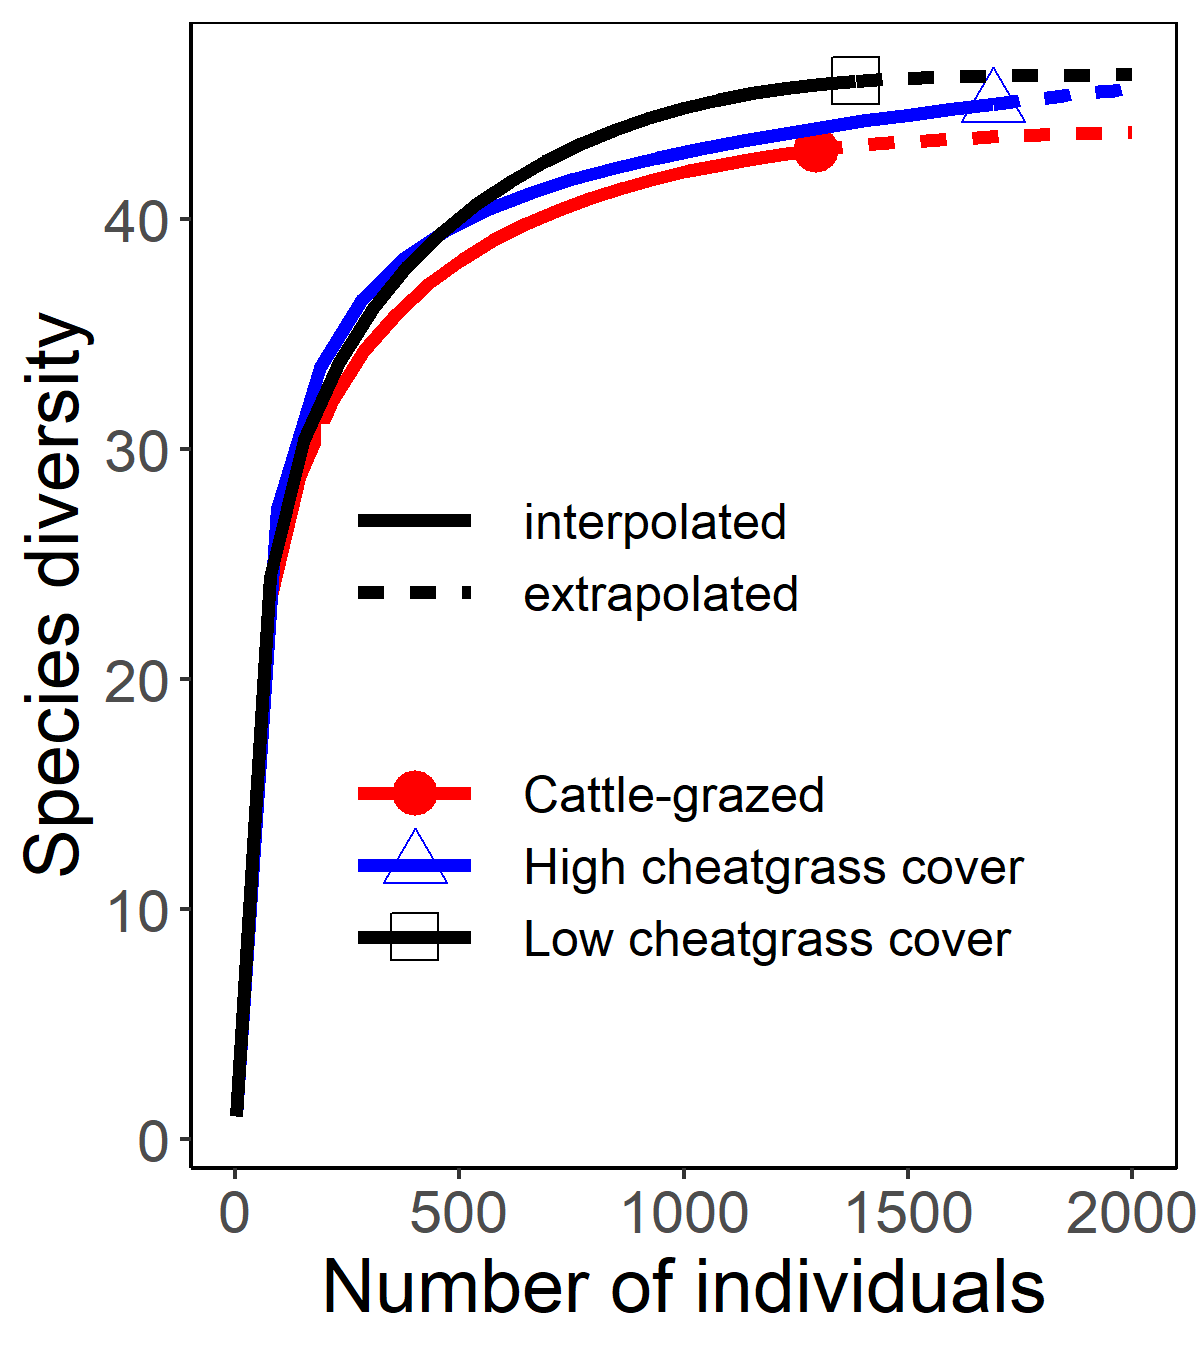 Species diversity
40
30
20
10
0
interpolated
extrapolated
Cattle-grazed
High cheatgrass cover
Low cheatgrass cover
0 500 1000 1500 2000
Number of individuals